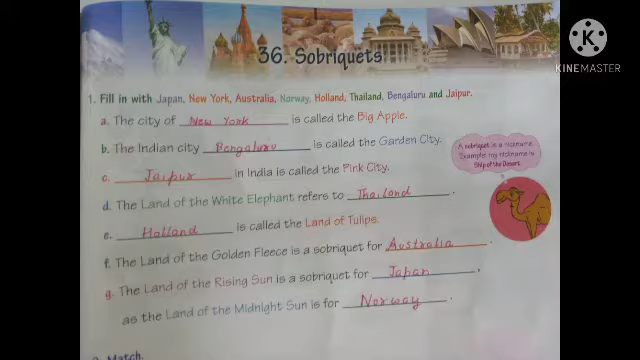 36. Sobriquets
KINEMASTER
1. Fill in with Japan, New York, Australia, Norway, Holland, Thailand, Bengaluru and Jaipur.
a. The city of New York is called the Big Apple.
b. The Indian city Bengaluru is called the Garden City.
A sobriquet is a nickname.
Example: my nickname is
Ship of the Desert.
c. Jaipur in India is called the Pink City.
d. The Land of the White Elephant refers to Thailand.
e. Holland is called the Land of Tulips.
f. The Land of the Golden Fleece is a sobriquet for Australia.
g. The Land of the Rising Sun is a sobriquet for Japan,
as the Land of the Midnight Sun is for Norway.
2. Match.